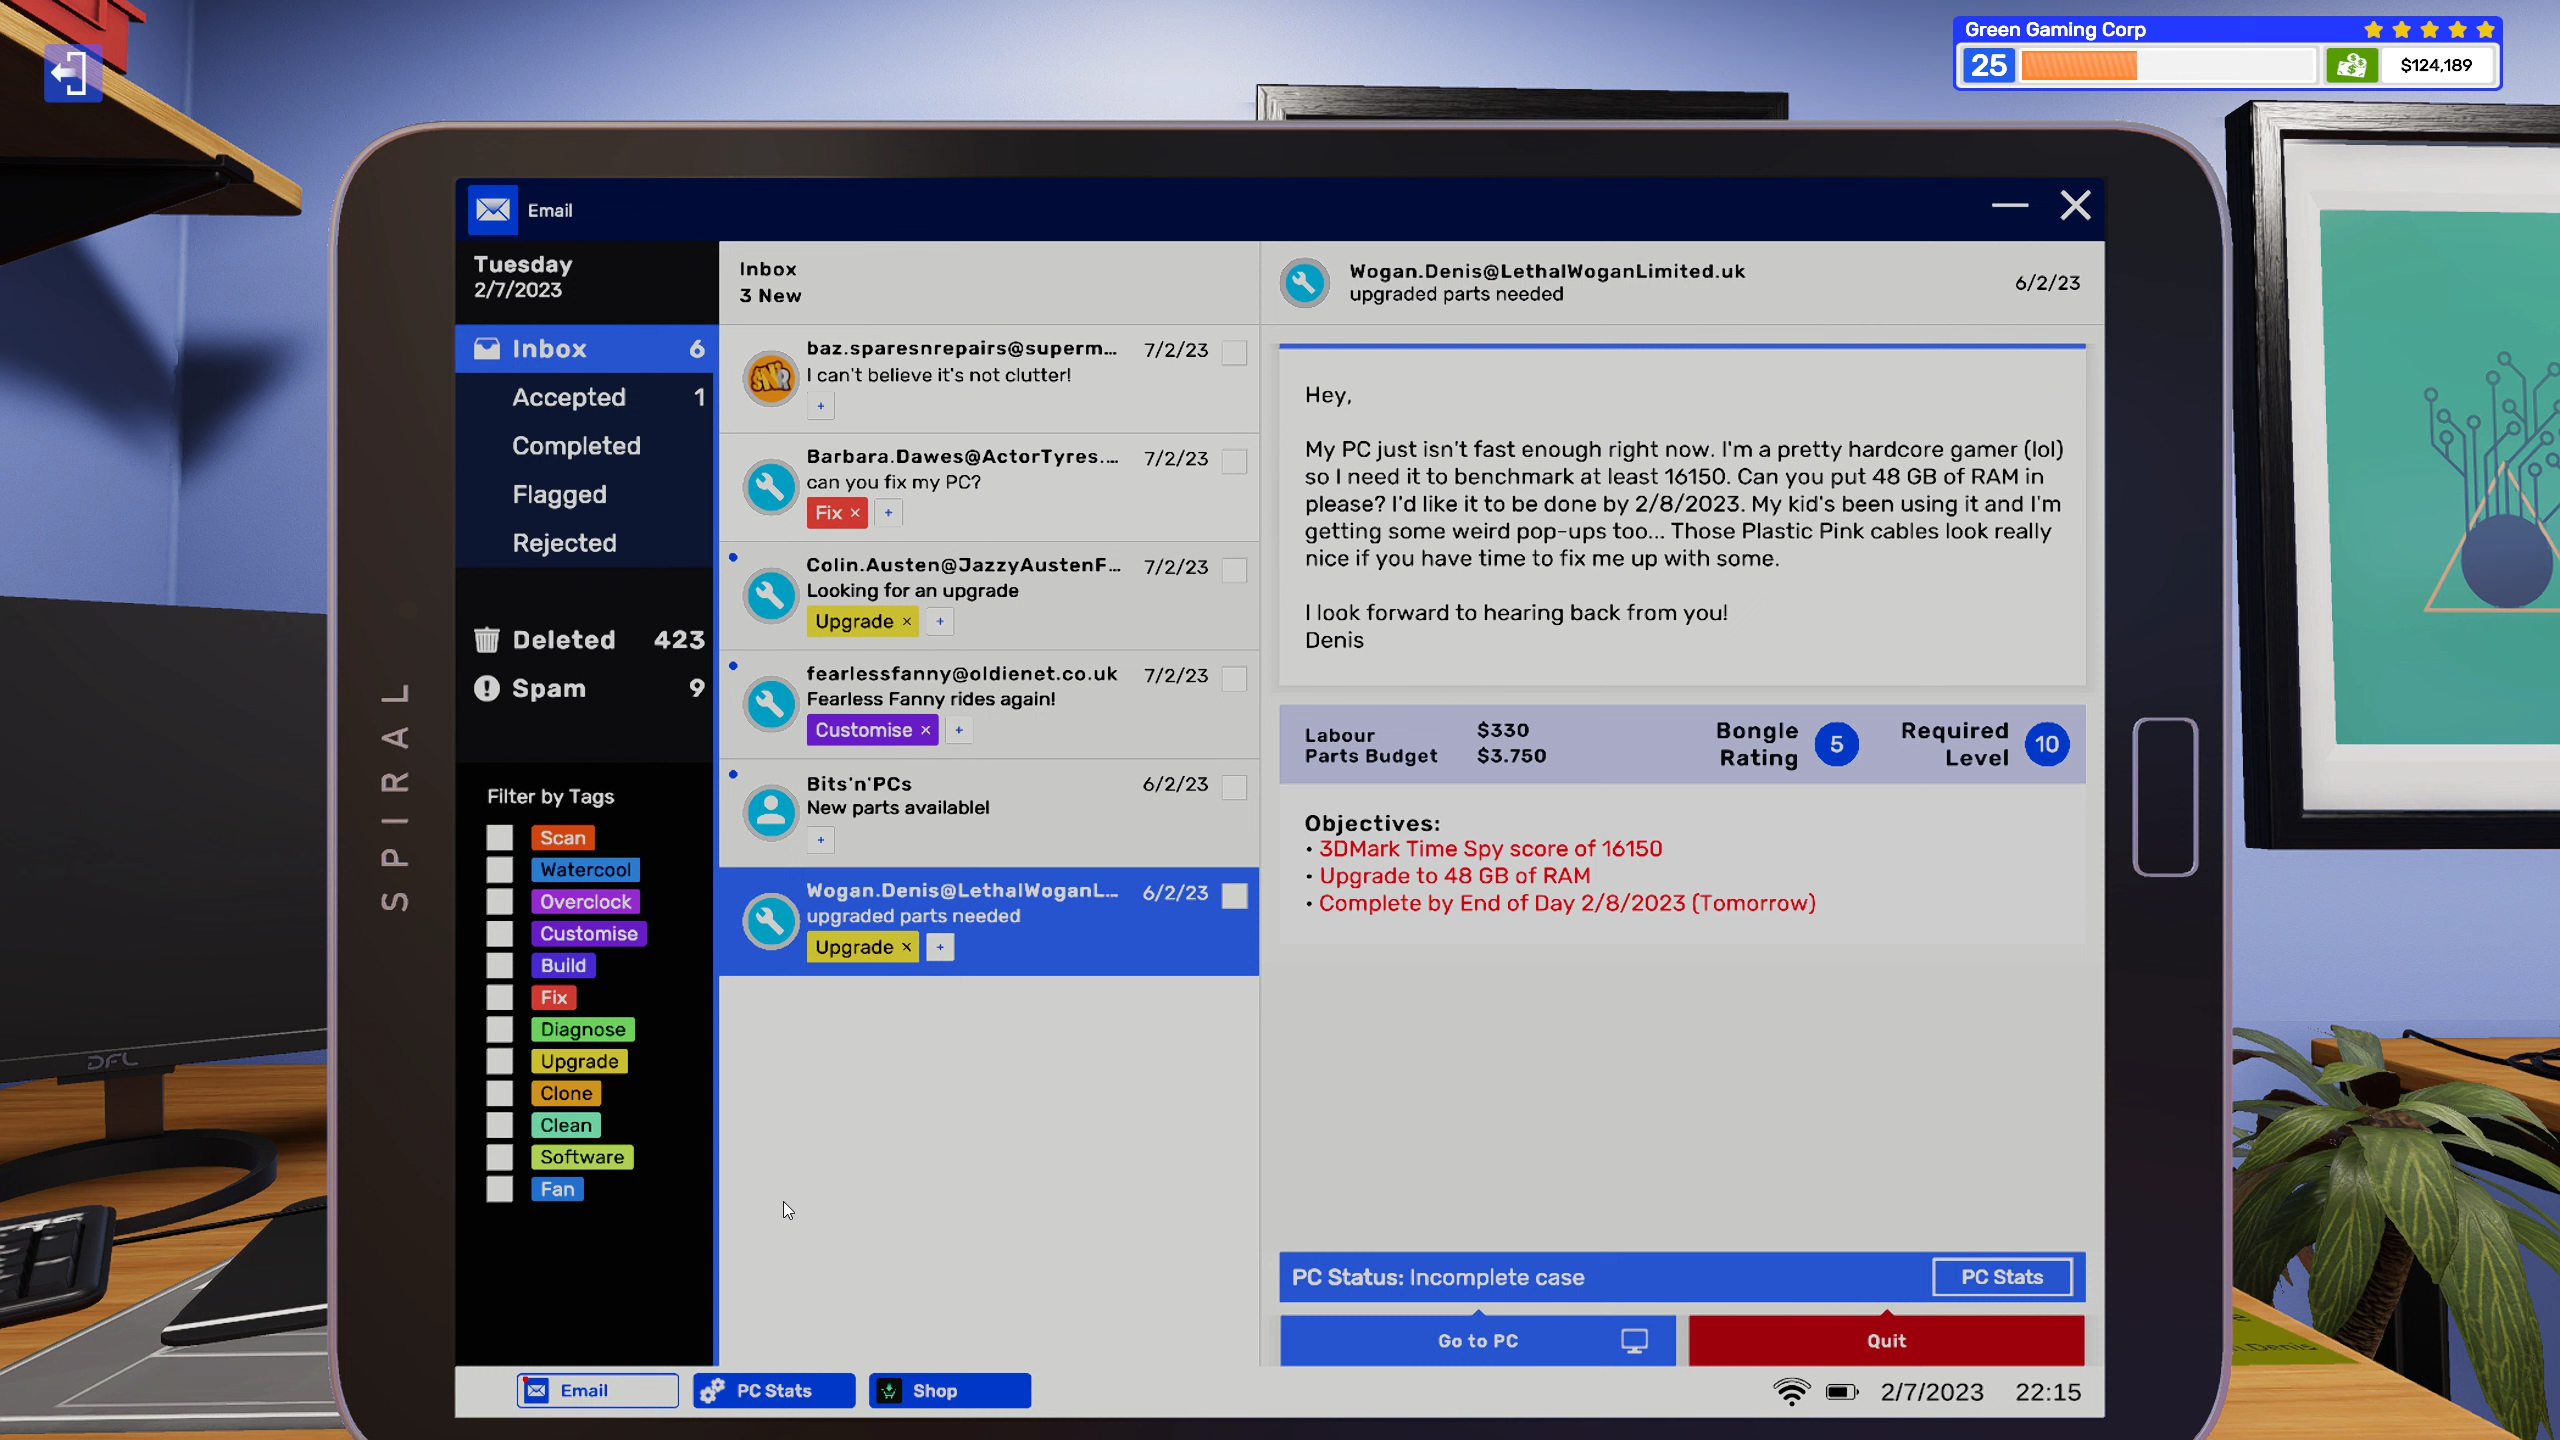 Green Gaming Corp
25
$124,189
Email
Tuesday
2/7/2023
Inbox 6
Accepted 1
Completed
Flagged
Rejected
Deleted 423
Spam 9
Filter by Tags
Scan
Watercool
Overclock
Customise
Build
Fix
Diagnose
Upgrade
Clone
Clean
Software
Fan
Inbox
3 New
SNR
baz.sparesnrepairs@superm... 7/2/23
I can't believe it's not clutter!
+
Barbara.Dawes@ActorTyres.... 7/2/23
can you fix my PC?
Fix × +
Colin.Austen@JazzyAustenF... 7/2/23
Looking for an upgrade
Upgrade × +
fearlessfanny@oldienet.co.uk 7/2/23
Fearless Fanny rides again!
Customise × +
Bits'n'PCs 6/2/23
New parts available!
+
Wogan.Denis@LethalWoganL... 6/2/23
upgraded parts needed
Upgrade × +
Wogan.Denis@LethalWoganLimited.uk 6/2/23
upgraded parts needed
Hey,
My PC just isn't fast enough right now. I'm a pretty hardcore gamer (lol)
so I need it to benchmark at least 16150. Can you put 48 GB of RAM in
please? I'd like it to be done by 2/8/2023. My kid's been using it and I'm
getting some weird pop-ups too... Those Plastic Pink cables look really
nice if you have time to fix me up with some.
I look forward to hearing back from you!
Denis
Labour $330
Parts Budget $3.750
Bongle Rating 5
Required Level 10
Objectives:
• 3DMark Time Spy score of 16150
• Upgrade to 48 GB of RAM
• Complete by End of Day 2/8/2023 (Tomorrow)
PC Status: Incomplete case
PC Stats
Go to PC
Quit
Email
PC Stats
Shop
2/7/2023 22:15
SPIRAL
DFL